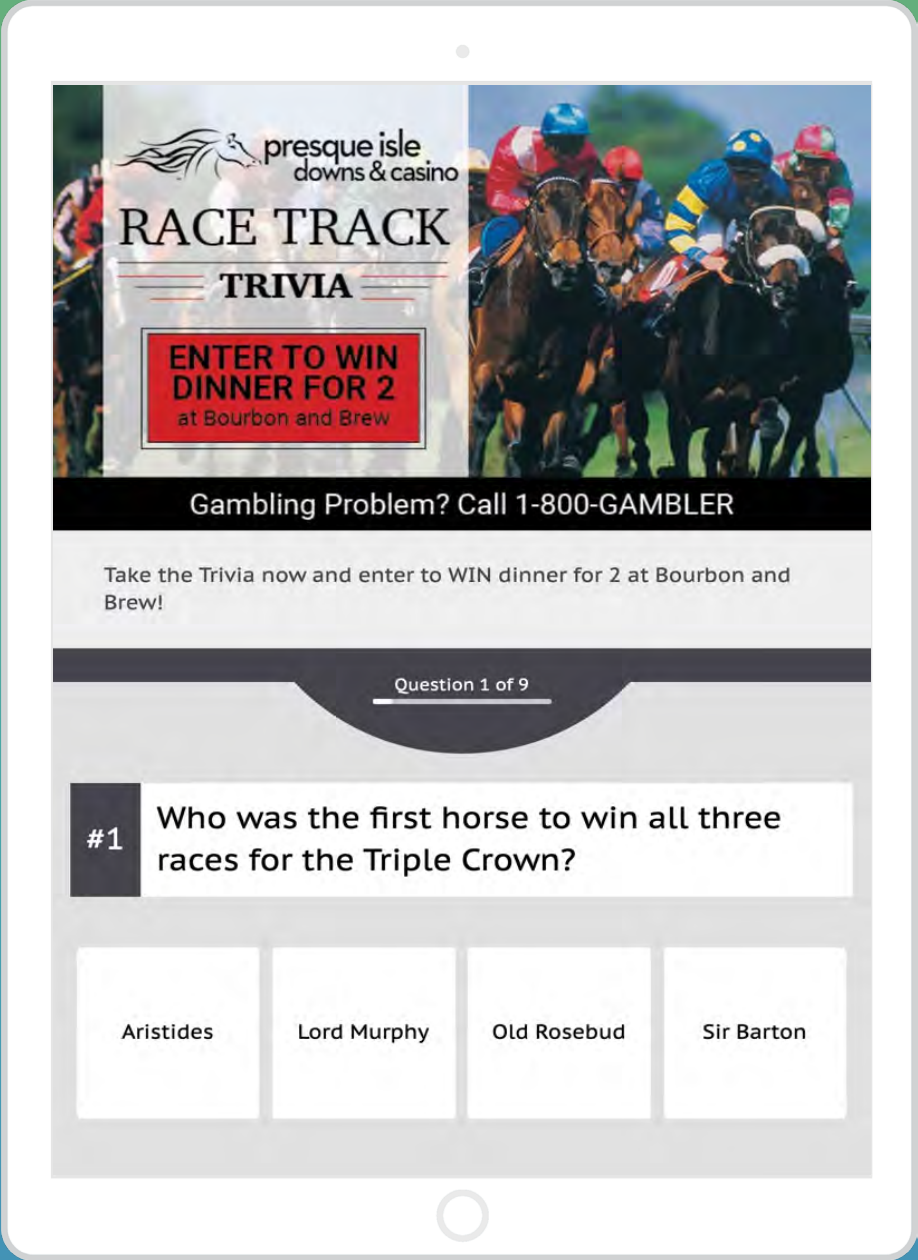 presque isle
downs & casino
RACE TRACK
TRIVIA
ENTER TO WIN
DINNER FOR 2
at Bourbon and Brew
Gambling Problem? Call 1-800-GAMBLER
Take the Trivia now and enter to WIN dinner for 2 at Bourbon and
Brew!
Question 1 of 9
#1
Who was the first horse to win all three
races for the Triple Crown?
Aristides
Lord Murphy
Old Rosebud
Sir Barton